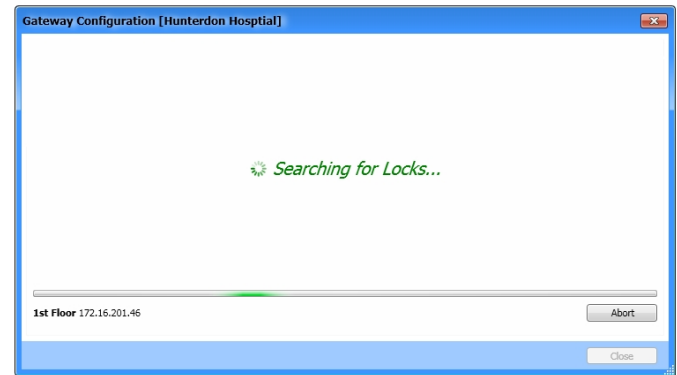 Gateway Configuration [Hunterdon Hosptial]
Searching for Locks...
1st Floor 172.16.201.46
Abort
Close